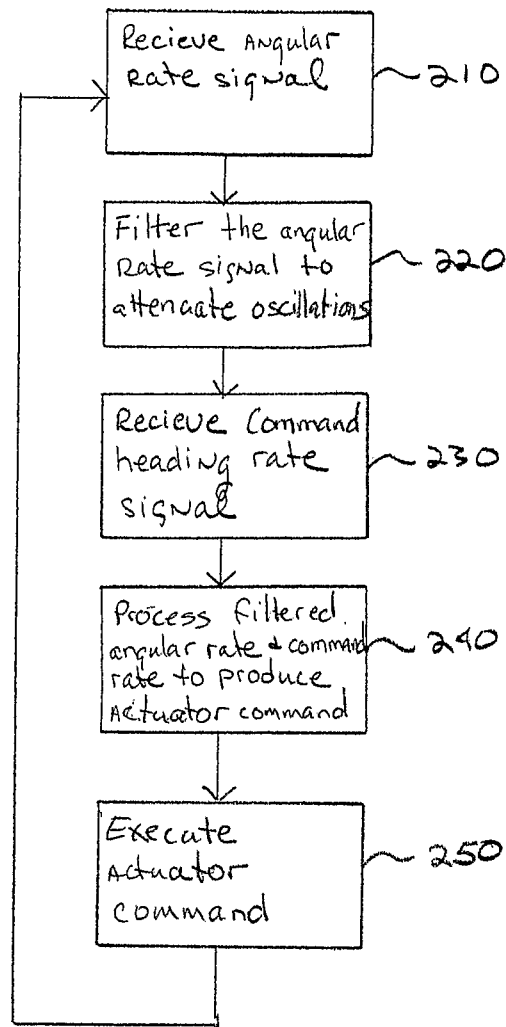 Recieve Angular
Rate signal
210
Filter the angular
Rate signal to
attenuate oscillations
220
Recieve Command
heading rate
signal
230
Process filtered
angular rate & command
rate to produce
Actuator command
240
Execute
Actuator
command
250